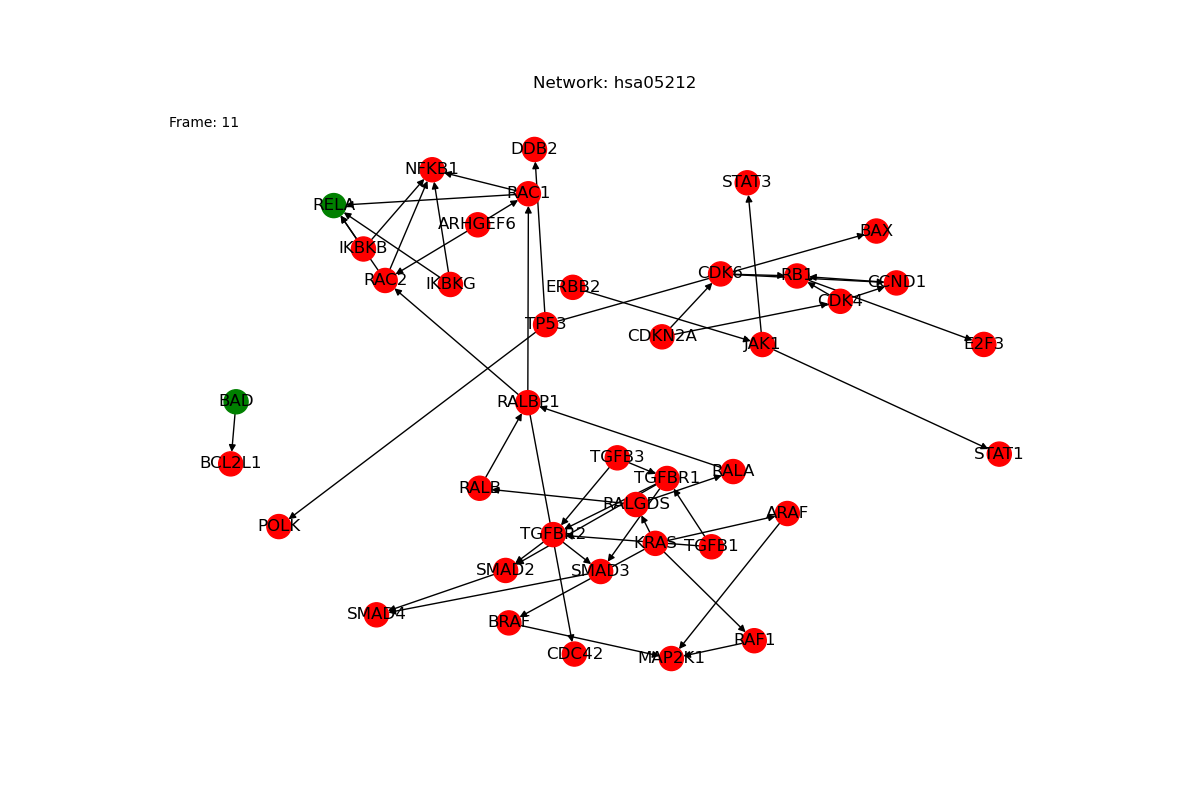 Network: hsa05212
Frame: 11
DDB2
NFKB1
STAT3
RAC1
RELA
ARHGEF6
BAX
IKBKB
CDK6
RB1
RAC2
IKBKG
CCND1
ERBB2
CDK4
TP53
CDKN2A
JAK1
E2F3
BAD
RALBP1
STAT1
TGFB3
BCL2L1
RALA
TGFBR1
RALB
RALGDS
ARAF
POLK
TGFBR2
KRAS
TGFB1
SMAD2
SMAD3
SMAD4
BRAF
RAF1
CDC42
MAP2K1